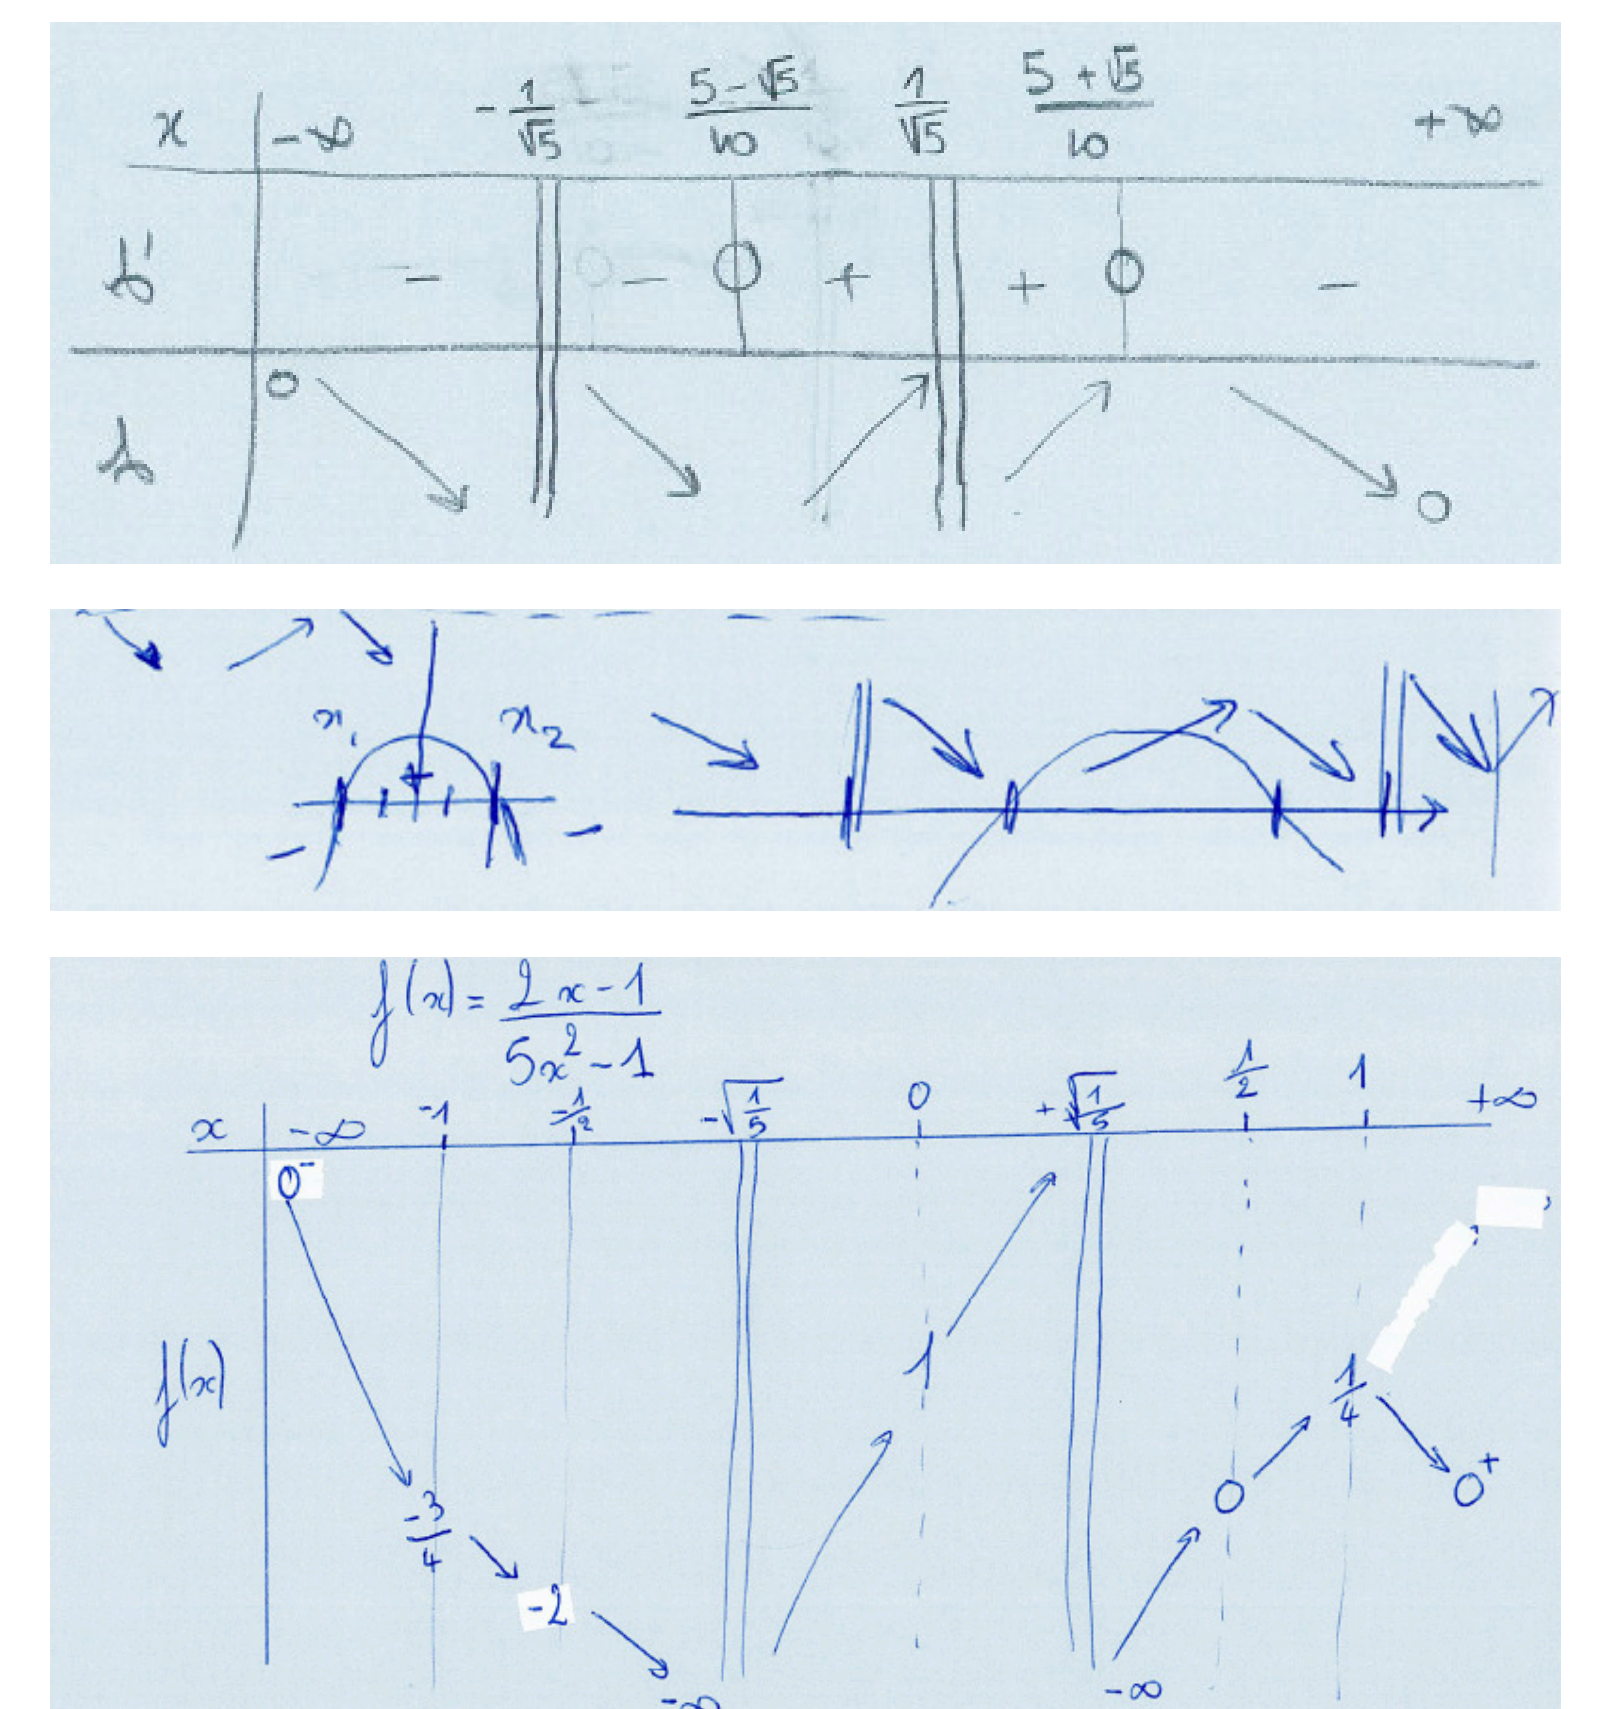 x -∞ -1/√5 (5-√5)/10 1/√5 (5+√5)/10 +∞
f' - - 0 + + 0 -
f 0 ↘ ↘ ↗ ↗ ↘ 0
x₁ x₂
+
- -
f(x) = (2x-1)/(5x²-1)
x -∞ -1 -1/2 -√(1/5) 0 +√(1/5) 1/2 1 +∞
0⁻
1
f(x) 1/4
0 0⁺
-3/4
-2
-∞ -∞